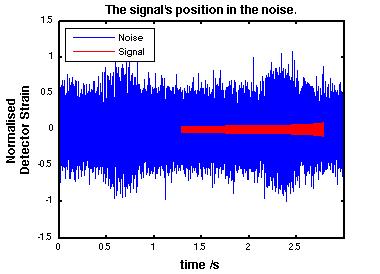 The signal's position in the noise.
Noise
Signal
Normalised
Detector Strain
1.5
1
0.5
0
-0.5
-1
-1.5
0
0.5
1
1.5
2
2.5
time /s